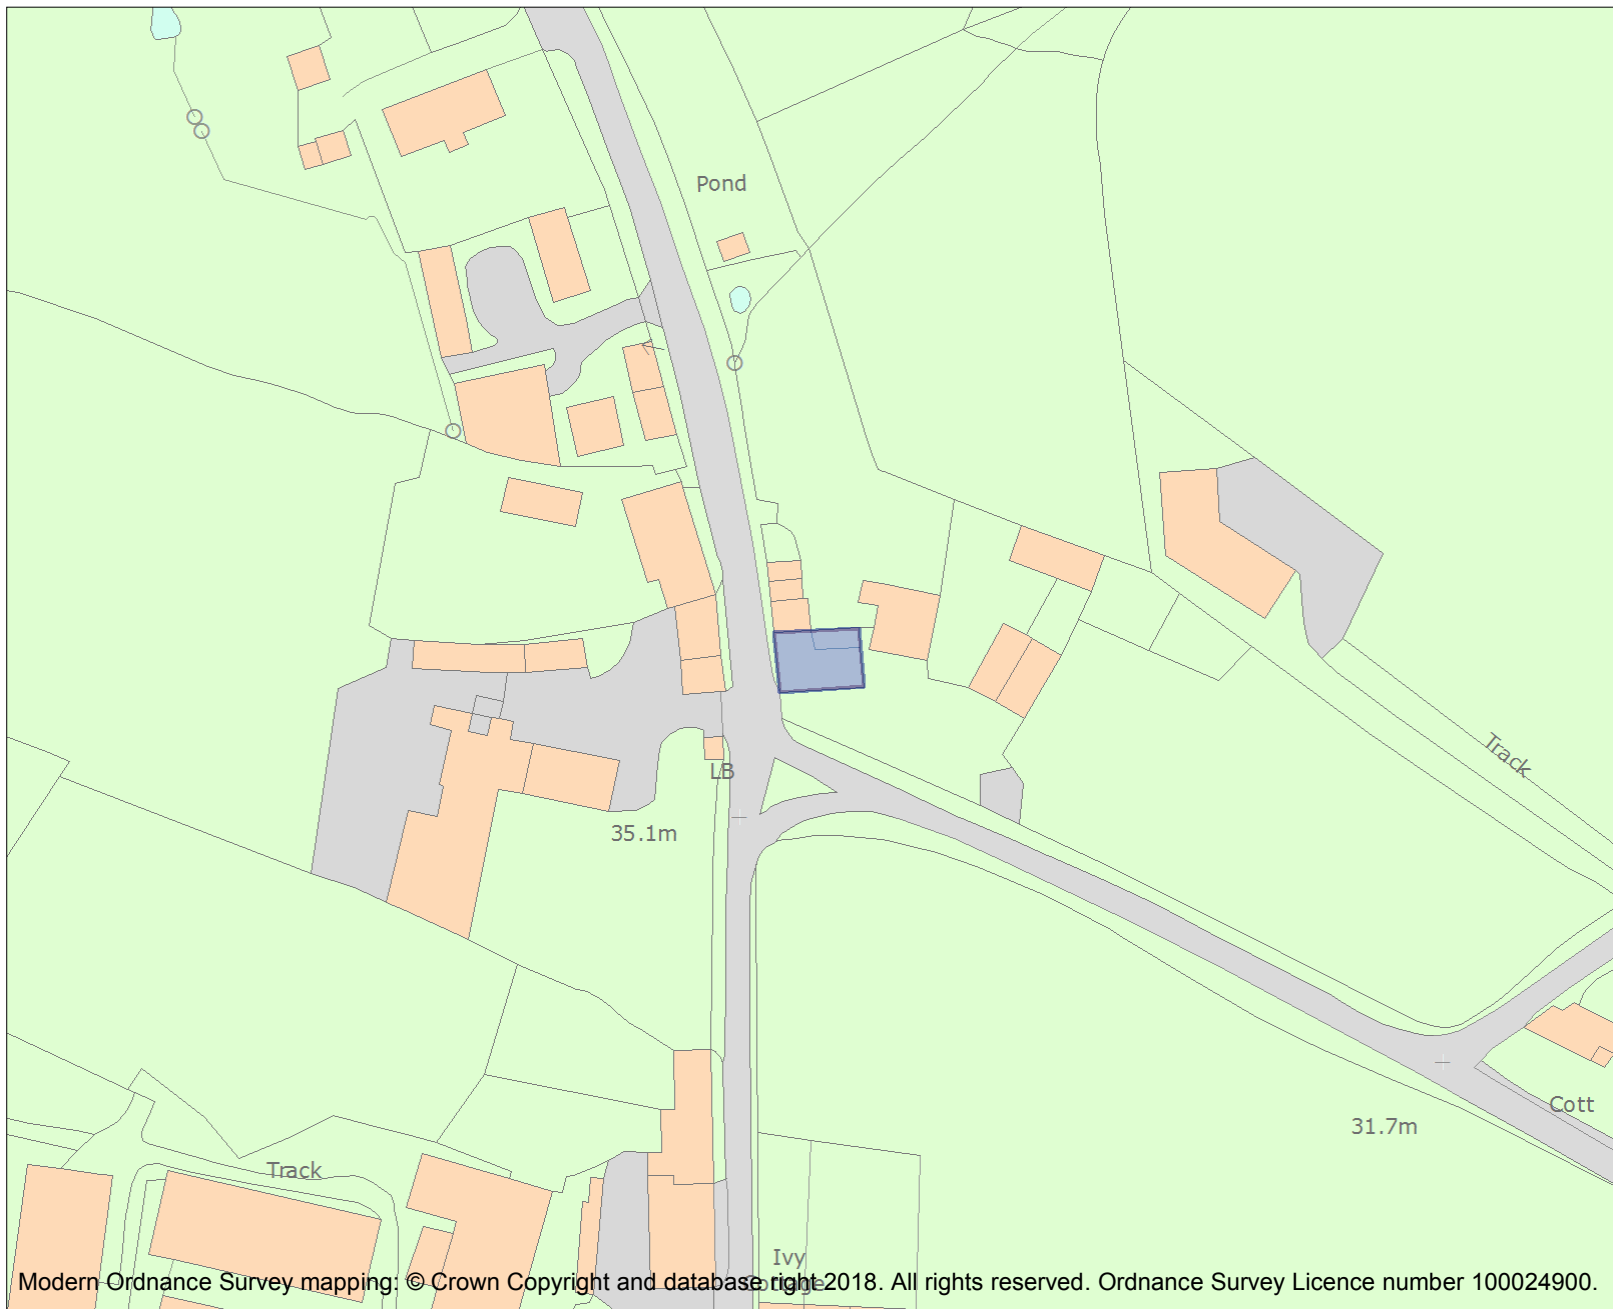 Pond
Track
LB
35.1m
Cott
31.7m
Track
Ivy
Cottage
Modern Ordnance Survey mapping: © Crown Copyright and database right 2018. All rights reserved. Ordnance Survey Licence number 100024900.